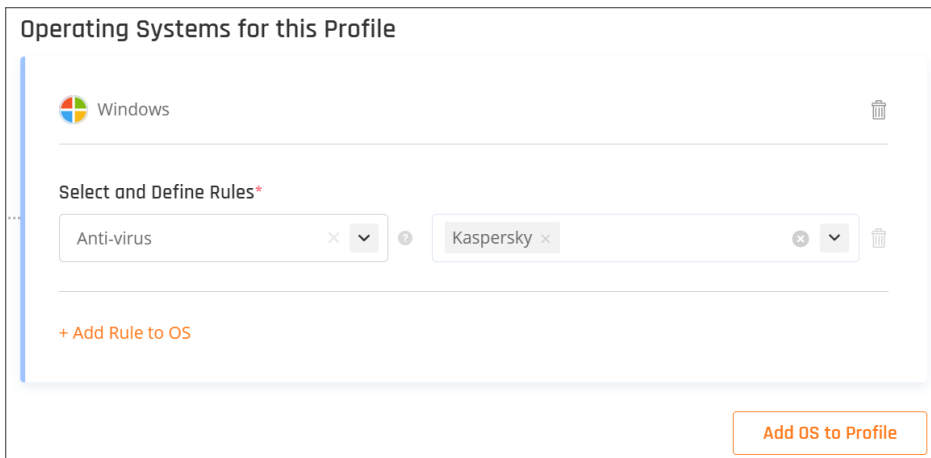 Operating Systems for this Profile
Windows
Select and Define Rules*
Anti-virus
Kaspersky
+ Add Rule to OS
Add OS to Profile